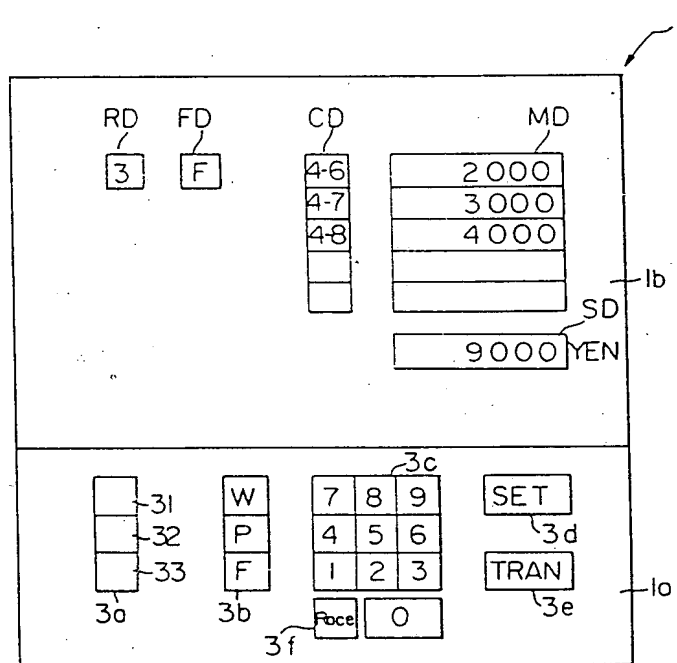 RD FD CD MD
3 F 4-6 2000
4-7 3000
4-8 4000
1b
SD
9000 YEN
3c
31 W 7 8 9 SET
32 P 4 5 6 3d
33 F 1 2 3 TRAN
1a
3a 3b Race 0 3e
3f